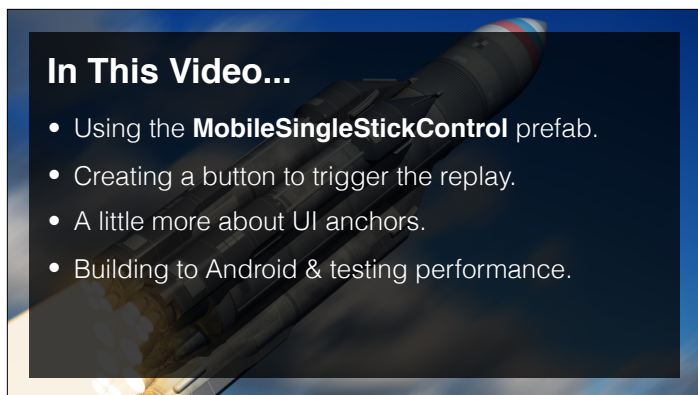 In This Video...
• Using the MobileSingleStickControl prefab.
• Creating a button to trigger the replay.
• A little more about UI anchors.
• Building to Android & testing performance.